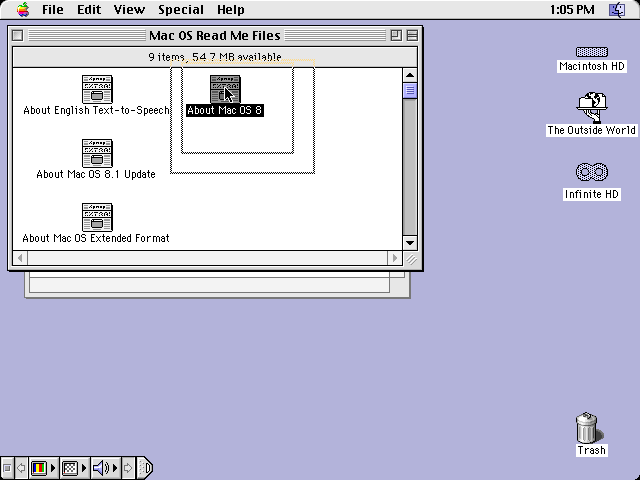 File Edit View Special Help 1:05 PM
Mac OS Read Me Files
9 items, 54.7 MB available
About English Text-to-Speech
About Mac OS 8
About Mac OS 8.1 Update
About Mac OS Extended Format
Macintosh HD
The Outside World
Infinite HD
Trash